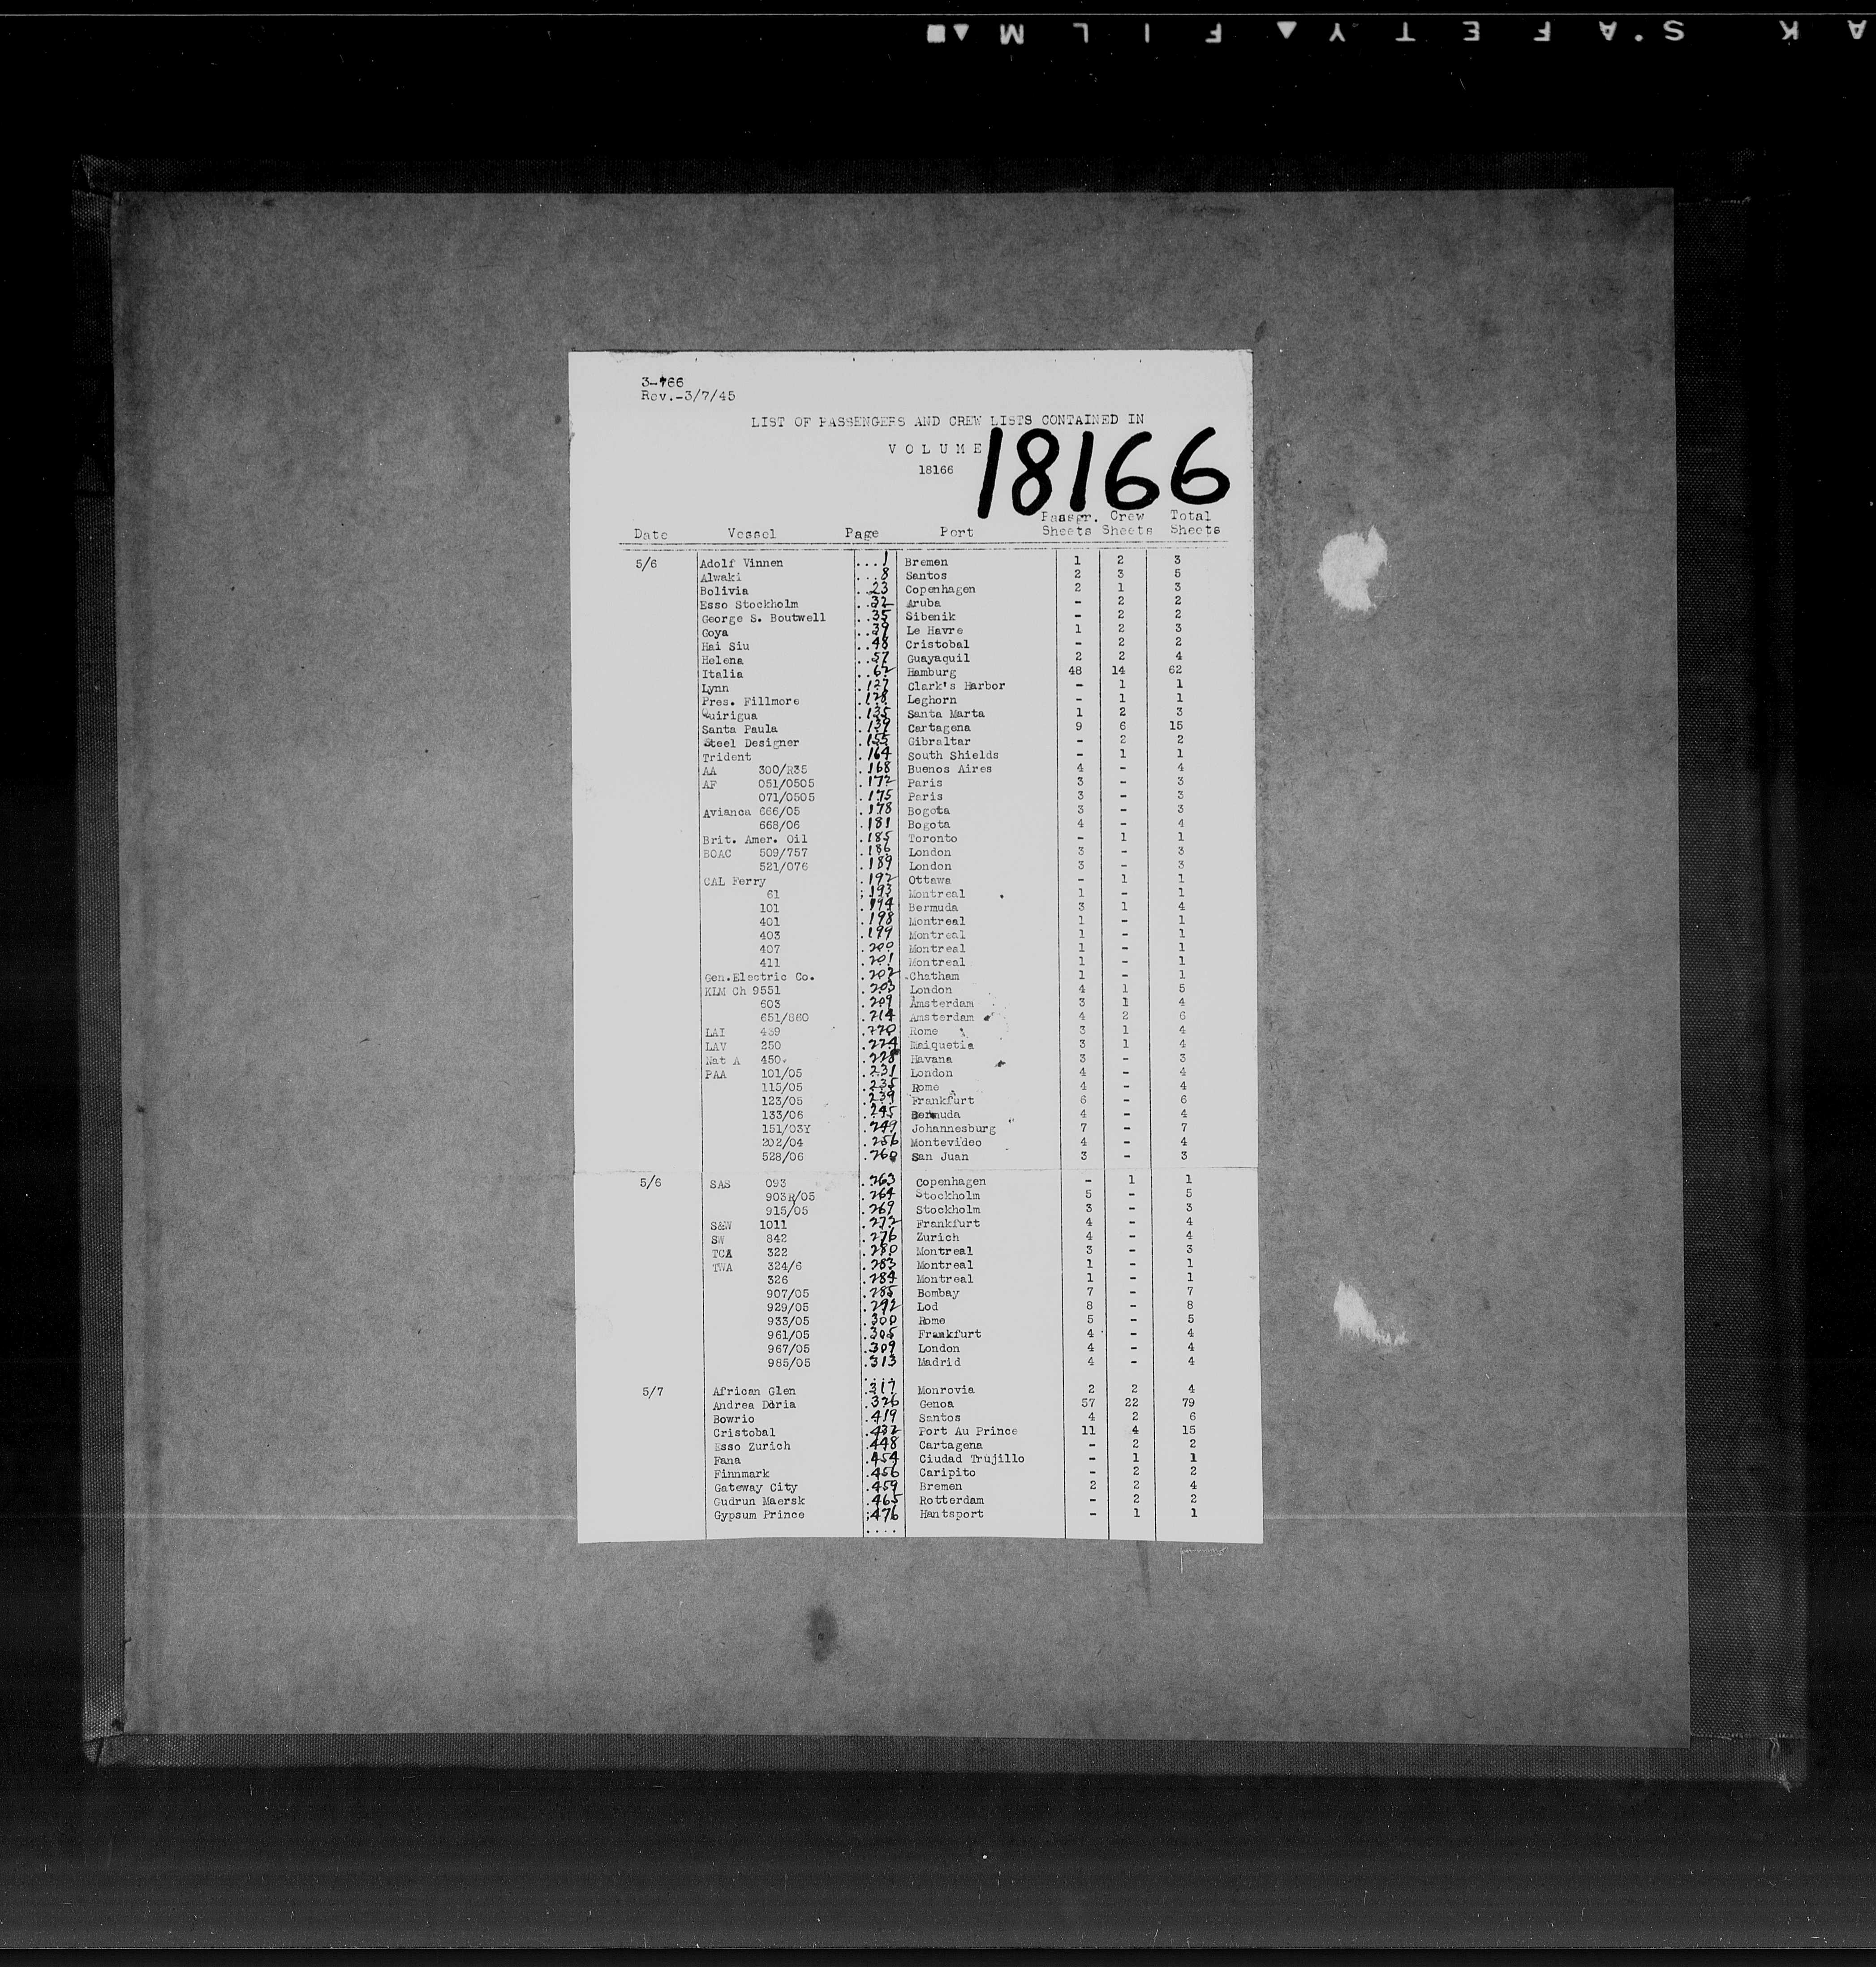 AK S'AFETY FILM
3-766
Rev.-3/7/45
LIST OF PASSENGERS AND CREW LISTS CONTAINED IN
VOLUME 18166
18166
Date Vessel Page Port Passgr. Sheets Crew Sheets Total Sheets
5/6 Adolf Vinnen ...1 Bremen 1 2 3
Alwaki ...8 Santos 2 3 5
Bolivia ..23 Copenhagen 2 1 3
Esso Stockholm ..32 Aruba - 2 2
George S. Boutwell ..35 Sibenik - 2 2
Goya ..39 Le Havre 1 2 3
Hai Siu ..48 Cristobal - 2 2
Helena ..57 Guayaquil 2 2 4
Italia ..62 Hamburg 48 14 62
Lynn .127 Clark's Harbor - 1 1
Pres. Fillmore .128 Leghorn - 1 1
Quirigua .135 Santa Marta 1 2 3
Santa Paula .139 Cartagena 9 6 15
Steel Designer .155 Gibraltar - 2 2
Trident .164 South Shields - 1 1
AA 300/R35 .168 Buenos Aires 4 - 4
AF 051/0505 .172 Paris 3 - 3
071/0505 .175 Paris 3 - 3
Avianca 666/05 .178 Bogota 3 - 3
668/06 .181 Bogota 4 - 4
Brit. Amer. Oil .185 Toronto - 1 1
BOAC 509/757 .186 London 3 - 3
521/076 .189 London 3 - 3
CAL Ferry .192 Ottawa - 1 1
61 .193 Montreal 1 - 1
101 .194 Bermuda 3 1 4
401 .198 Montreal 1 - 1
403 .199 Montreal 1 - 1
407 .200 Montreal 1 - 1
411 .201 Montreal 1 - 1
Gen.Electric Co. .202 Chatham 1 - 1
KLM Ch 9551 .203 London 4 1 5
603 .209 Amsterdam 3 1 4
651/860 .214 Amsterdam 4 2 6
LAI 439 .220 Rome 3 1 4
LAV 250 .224 Maiquetia 3 1 4
Nat A 450 .228 Havana 3 - 3
PAA 101/05 .231 London 4 - 4
115/05 .235 Rome 4 - 4
123/05 .239 Frankfurt 6 - 6
133/06 .245 Bermuda 4 - 4
151/03Y .249 Johannesburg 7 - 7
202/04 .256 Montevideo 4 - 4
528/06 .260 San Juan 3 - 3
5/6 SAS 093 .263 Copenhagen - 1 1
903R/05 .264 Stockholm 5 - 5
915/05 .269 Stockholm 3 - 3
S&W 1011 .272 Frankfurt 4 - 4
SW 842 .276 Zurich 4 - 4
TCA 322 .280 Montreal 3 - 3
TWA 324/6 .283 Montreal 1 - 1
326 .284 Montreal 1 - 1
907/05 .285 Bombay 7 - 7
929/05 .292 Lod 8 - 8
933/05 .300 Rome 5 - 5
961/05 .305 Frankfurt 4 - 4
967/05 .309 London 4 - 4
985/05 .313 Madrid 4 - 4
5/7 African Glen .317 Monrovia 2 2 4
Andrea Doria .326 Genoa 57 22 79
Bowrio .419 Santos 4 2 6
Cristobal .432 Port Au Prince 11 4 15
Esso Zurich .448 Cartagena - 2 2
Fana .454 Ciudad Trujillo - 1 1
Finnmark .456 Caripito - 2 2
Gateway City .459 Bremen 2 2 4
Gudrun Maersk .465 Rotterdam - 2 2
Gypsum Prince .476 Hantsport - 1 1